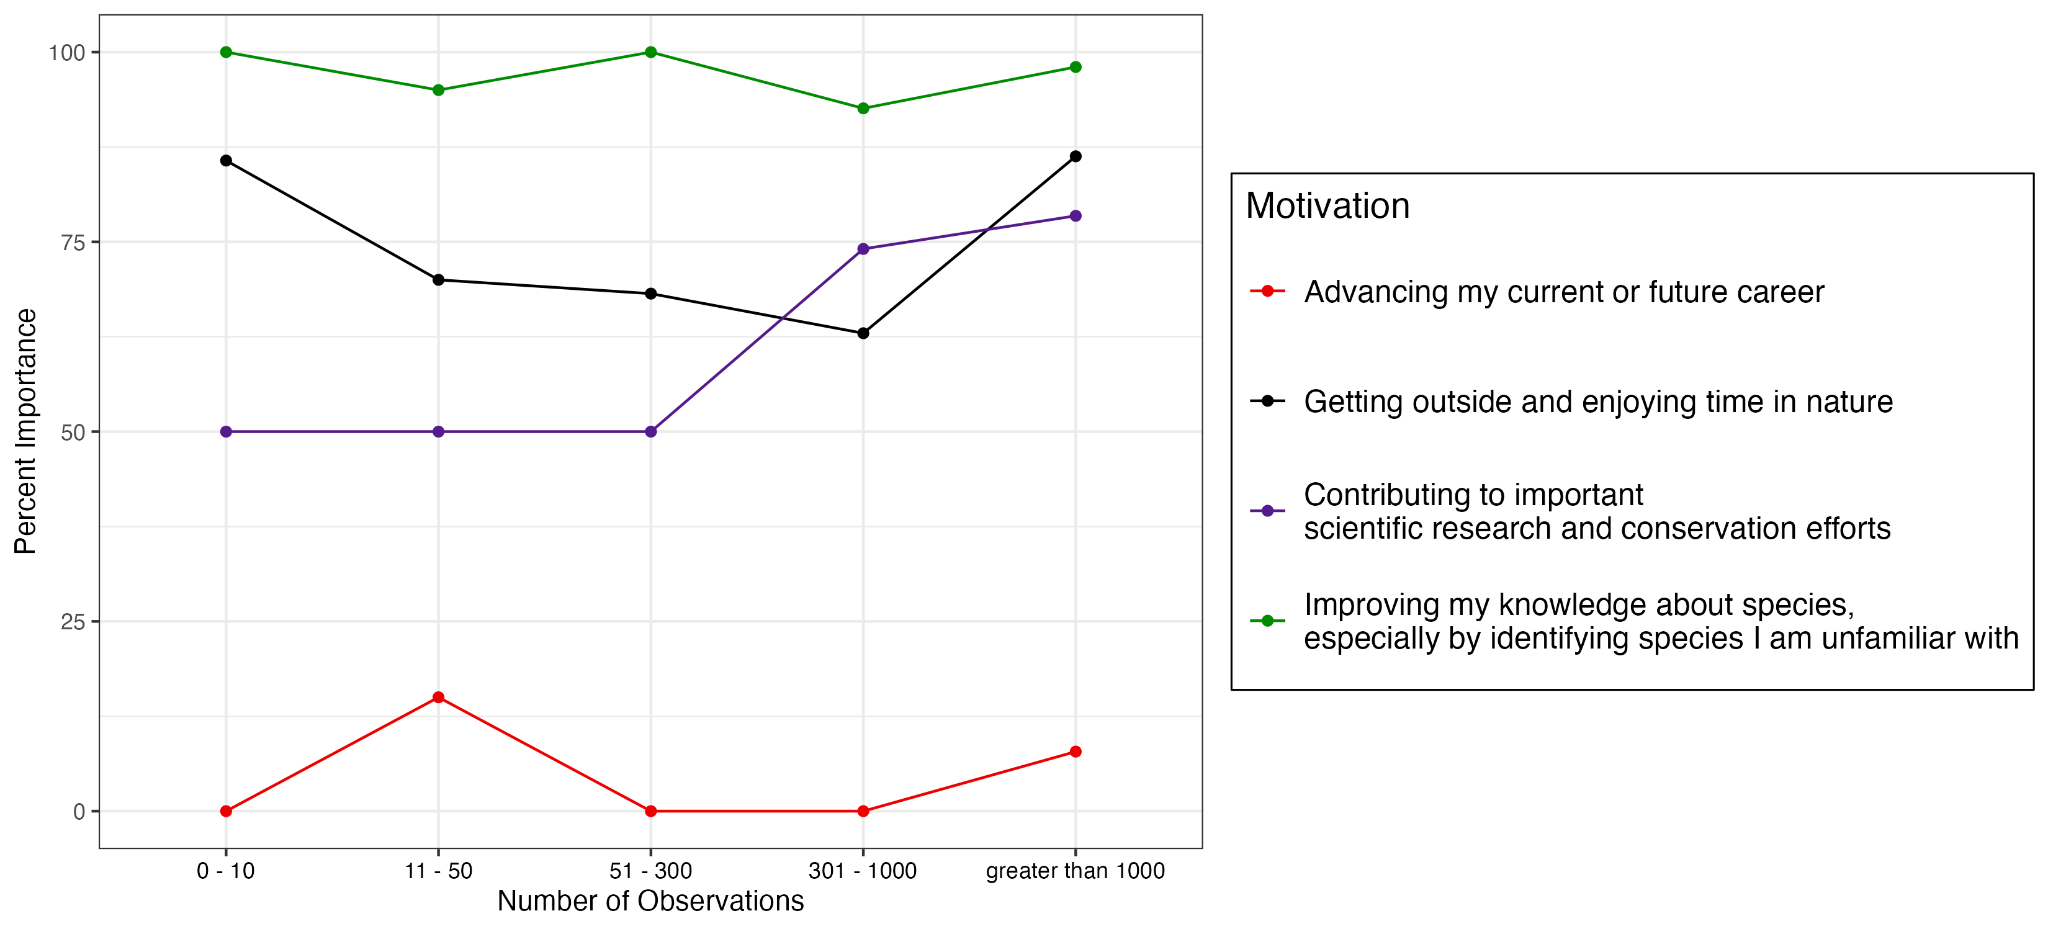 100
75
50
25
0
Percent Importance
0 - 10
11 - 50
51 - 300
301 - 1000
greater than 1000
Number of Observations
Motivation
Advancing my current or future career
Getting outside and enjoying time in nature
Contributing to important
scientific research and conservation efforts
Improving my knowledge about species,
especially by identifying species I am unfamiliar with